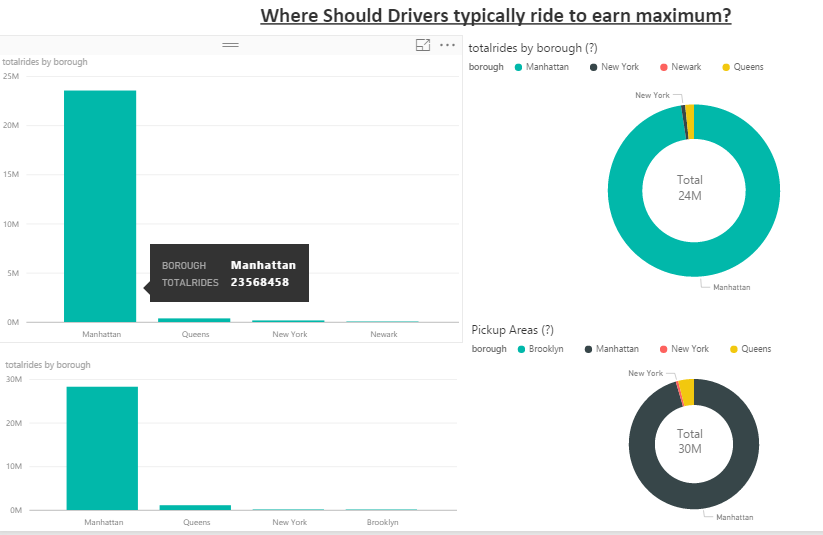 Where Should Drivers typically ride to earn maximum?
totalrides by borough
25M
20M
15M
10M
5M
0M
Manhattan
Queens
New York
Newark
BOROUGH Manhattan
TOTALRIDES 23568458
totalrides by borough (?)
borough Manhattan New York Newark Queens
New York
Total
24M
Manhattan
totalrides by borough
30M
20M
10M
0M
Manhattan
Queens
New York
Brooklyn
Pickup Areas (?)
borough Brooklyn Manhattan New York Queens
New York
Total
30M
Manhattan